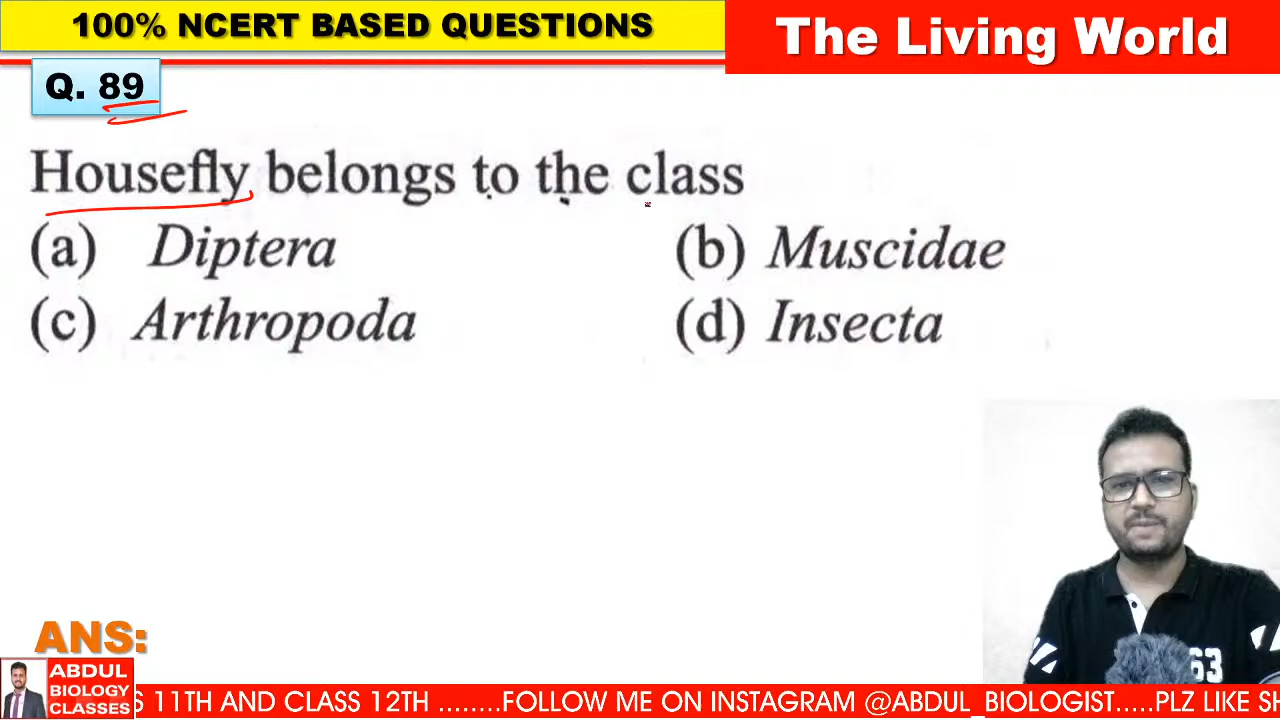 100% NCERT BASED QUESTIONS
The Living World
Q. 89
Housefly belongs to the class
(a) Diptera
(b) Muscidae
(c) Arthropoda
(d) Insecta
63
ANS:
ABDUL
BIOLOGY
CLASSES
S 11TH AND CLASS 12TH ........FOLLOW ME ON INSTAGRAM @ABDUL_BIOLOGIST.....PLZ LIKE SH